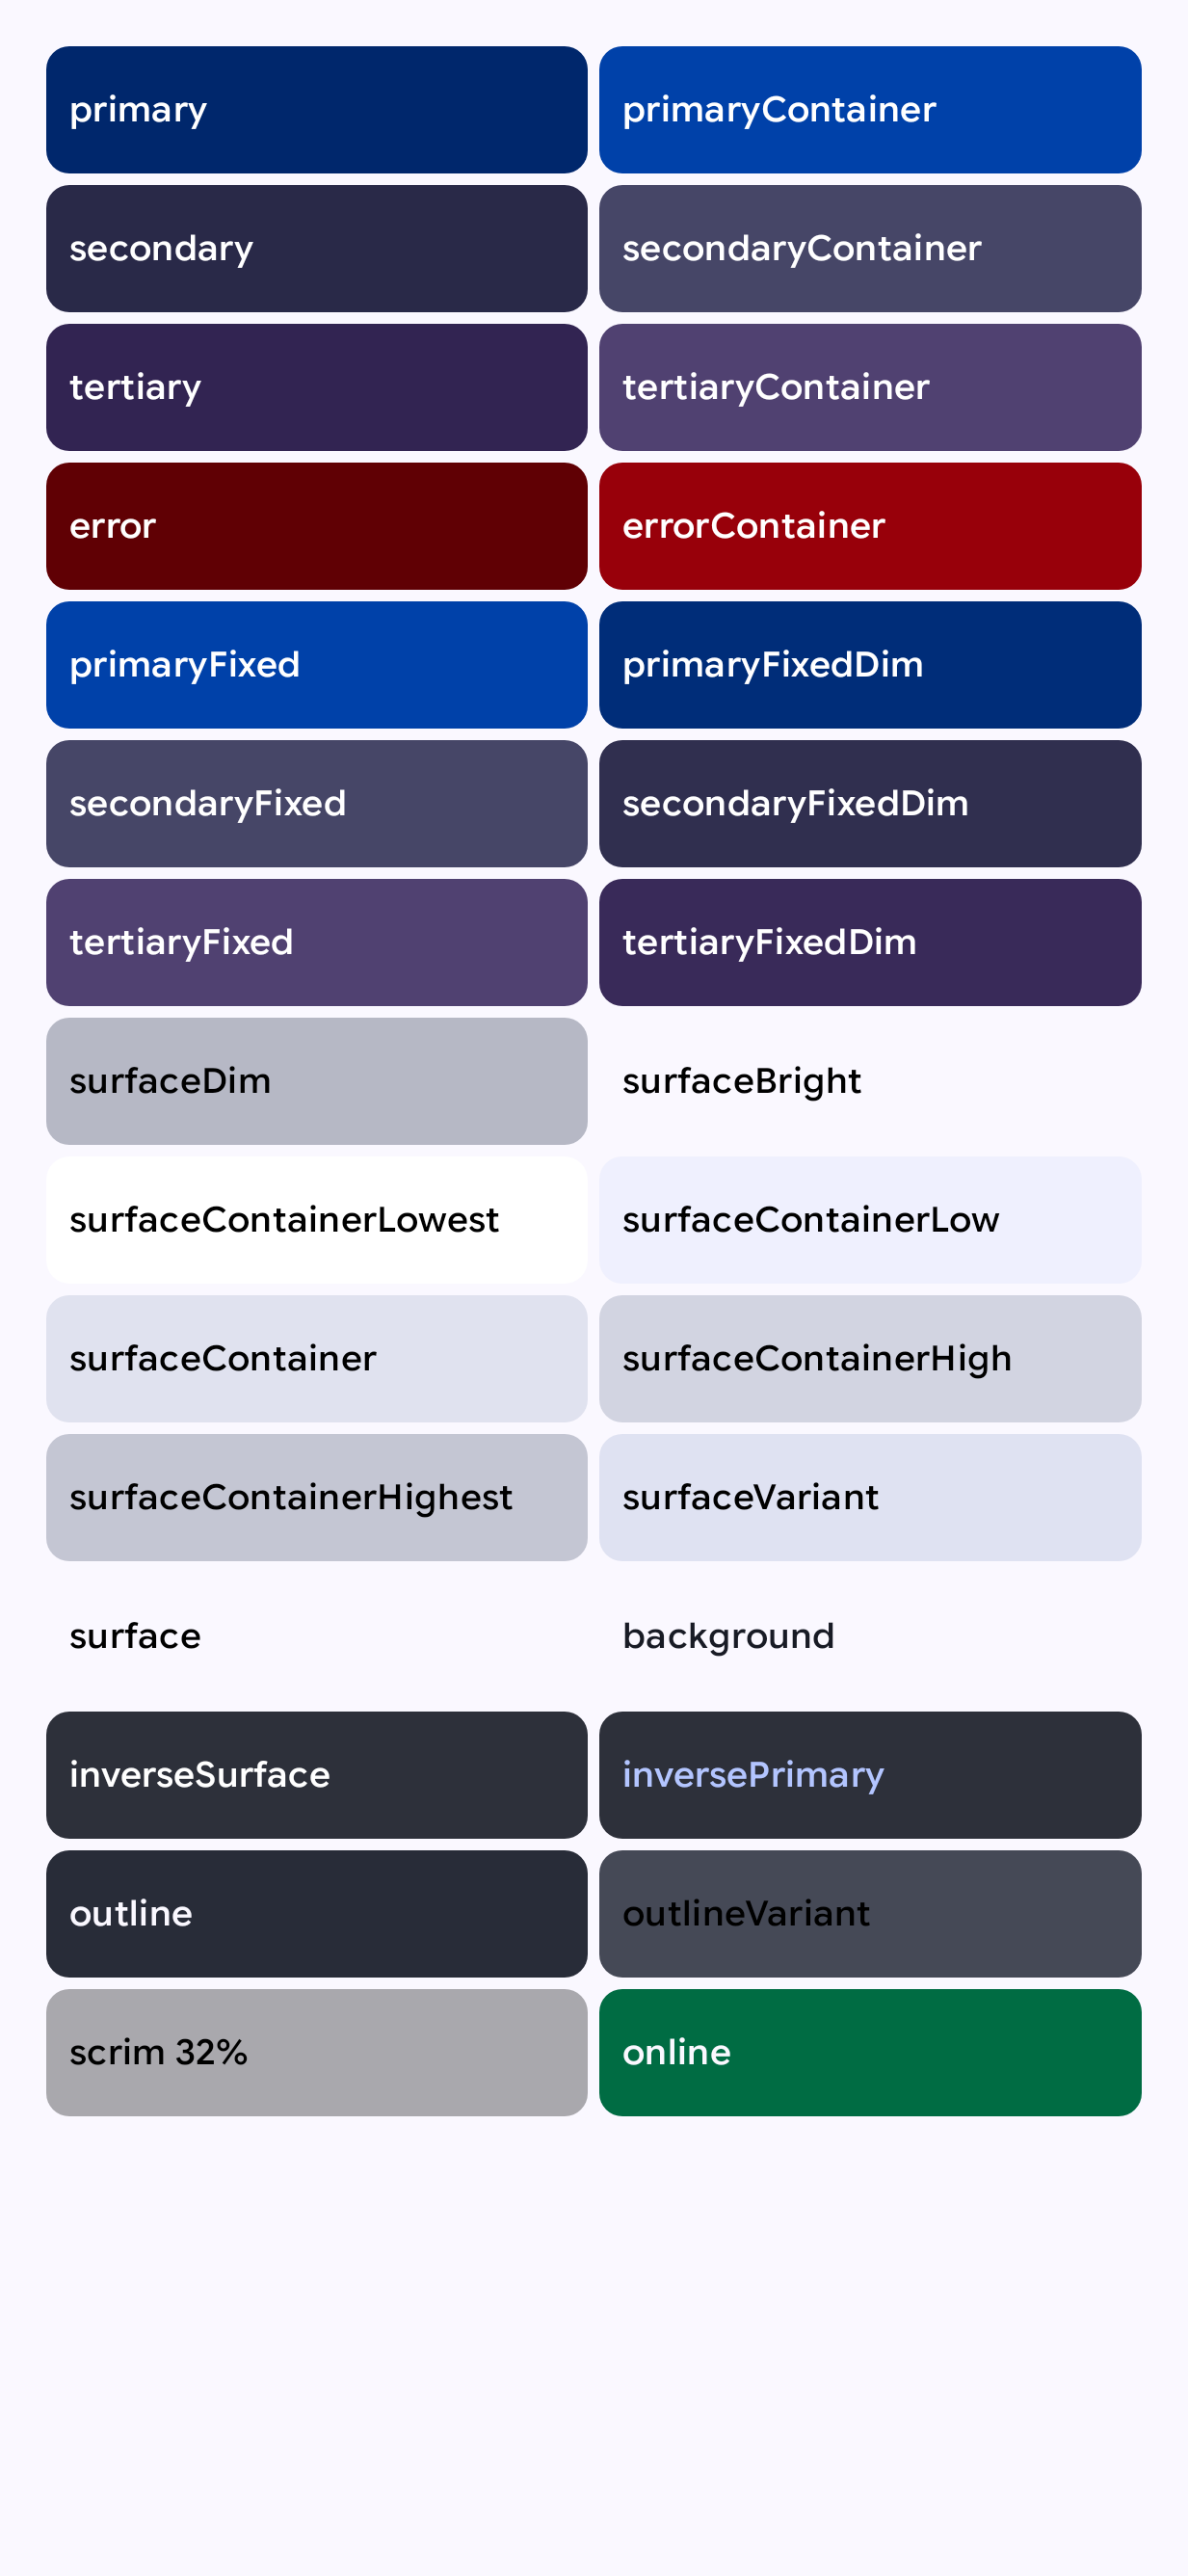 primary
primaryContainer
secondary
secondaryContainer
tertiary
tertiaryContainer
error
errorContainer
primaryFixed
primaryFixedDim
secondaryFixed
secondaryFixedDim
tertiaryFixed
tertiaryFixedDim
surfaceDim
surfaceBright
surfaceContainerLowest
surfaceContainerLow
surfaceContainer
surfaceContainerHigh
surfaceContainerHighest
surfaceVariant
surface
background
inverseSurface
inversePrimary
outline
outlineVariant
scrim 32%
online